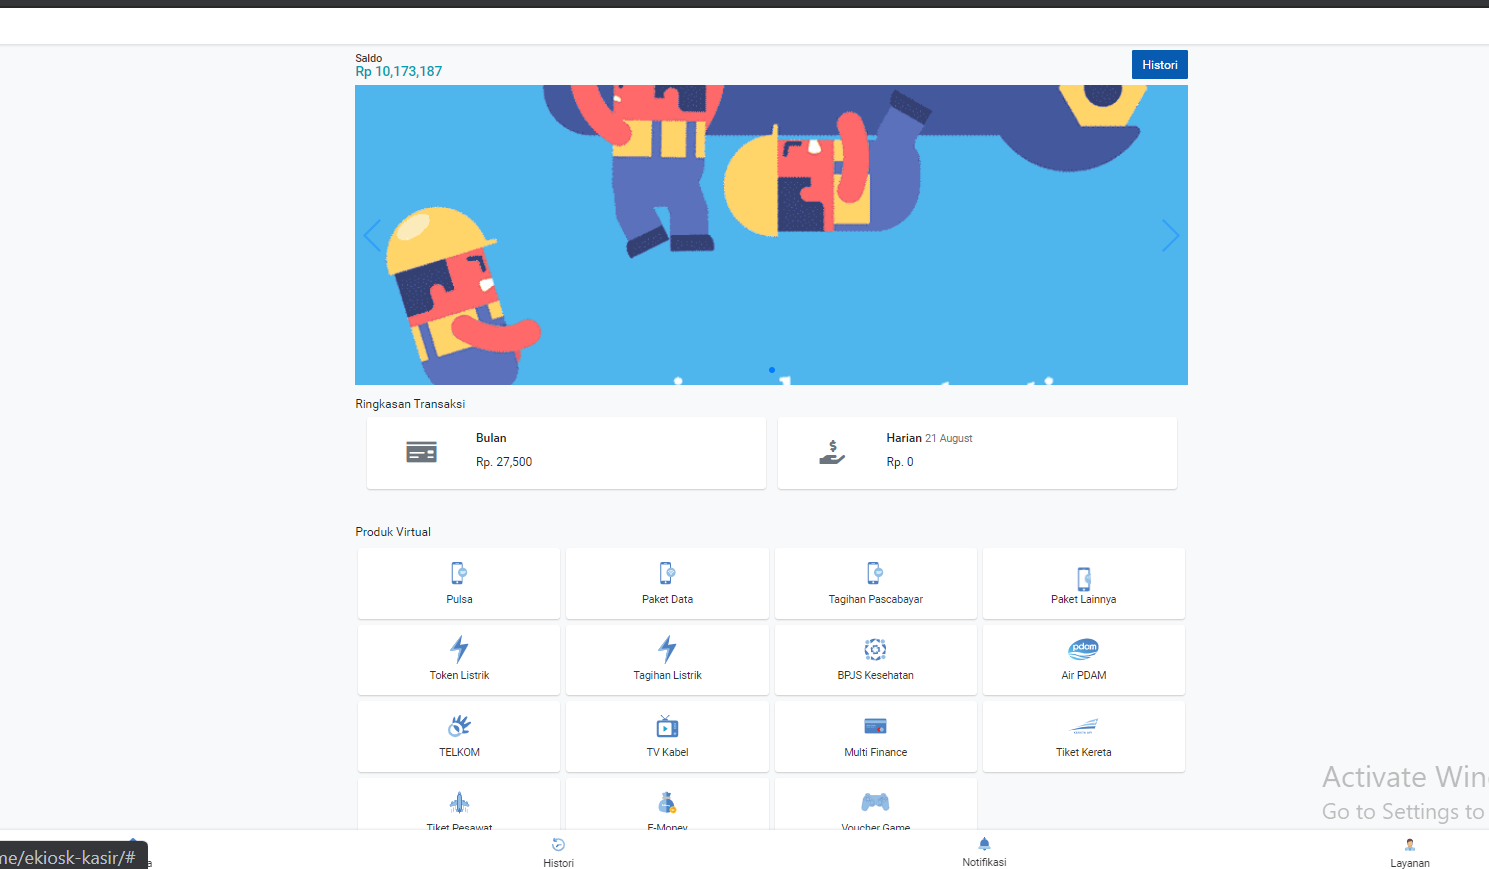 Saldo
Rp 10,173,187
Histori
Ringkasan Transaksi
Bulan
Rp. 27,500
Harian 21 August
Rp. 0
Produk Virtual
Pulsa
Paket Data
Tagihan Pascabayar
Paket Lainnya
Token Listrik
Tagihan Listrik
BPJS Kesehatan
pdam
Air PDAM
TELKOM
TV Kabel
Multi Finance
Tiket Kereta
Tiket Pesawat
E-Money
Voucher Game
Activate Win
Go to Settings to
me/ekiosk-kasir/#
Histori
Notifikasi
Layanan